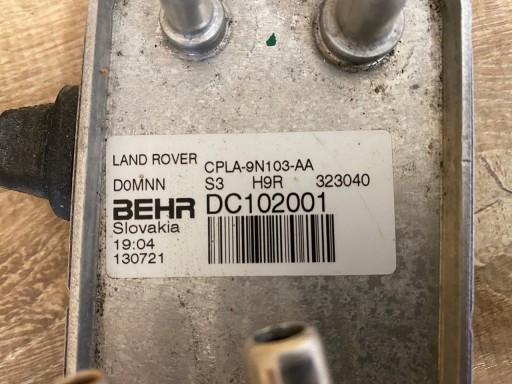 LAND ROVER CPLA-9N103-AA
D0MNN S3 H9R 323040
BEHR DC102001
Slovakia
19:04
130721